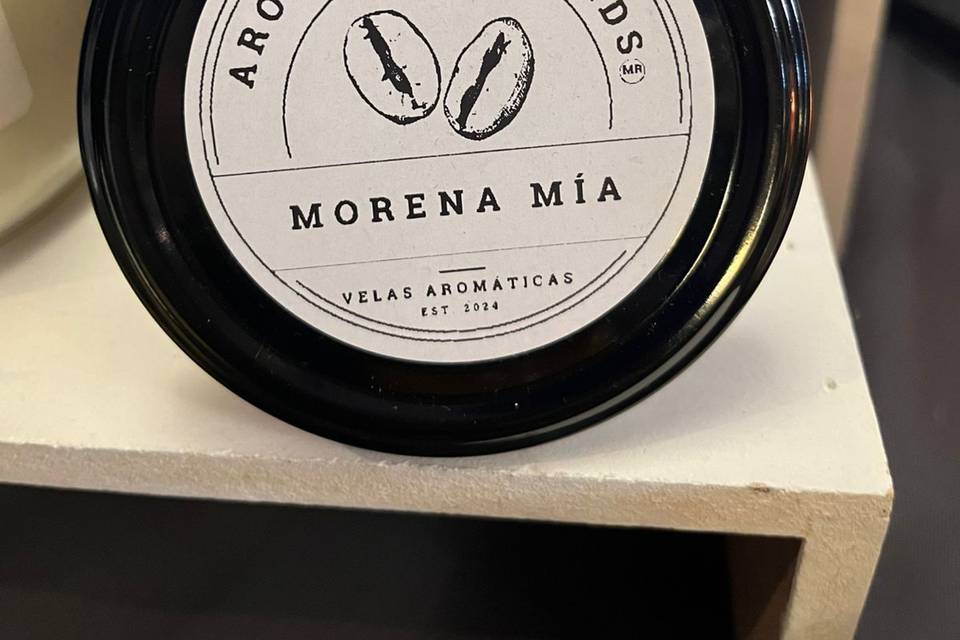 MR
MORENA MÍA
VELAS AROMÁTICAS
EST. 2024